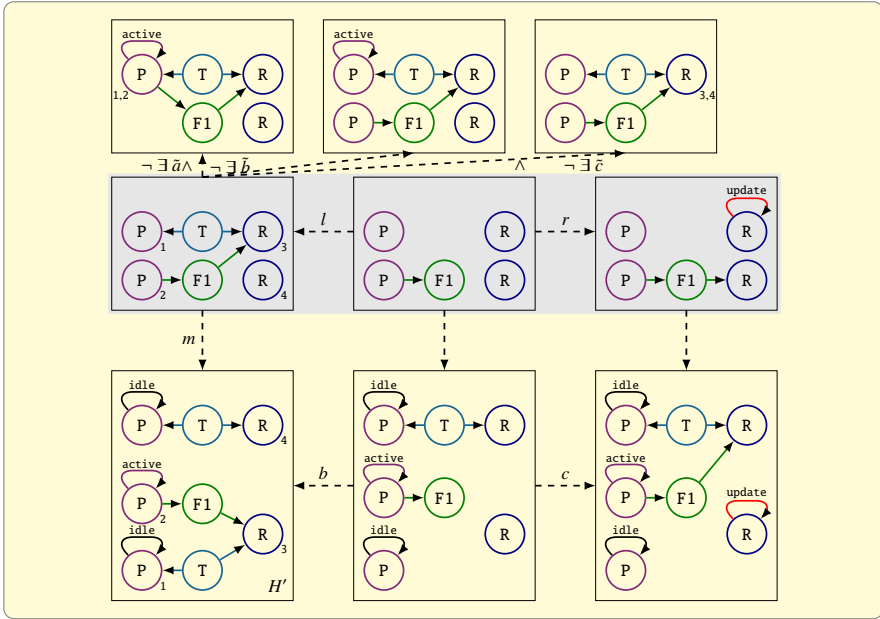 active active
P T R P T R P T R
1,2 F1 R P F1 R P F1 3,4
¬ ∃ ã ∧ ¬ ∃ b̃ ∧ ¬ ∃ c̃
update
P 1 T R 3 l P R r P R
P 2 F1 R 4 P F1 R P F1 R
m
idle idle idle
P T R 4 P T R P T R
active active active
P 2 F1 b P F1 c P F1
update
R 3 R R
idle idle idle
P 1 T P P
H′